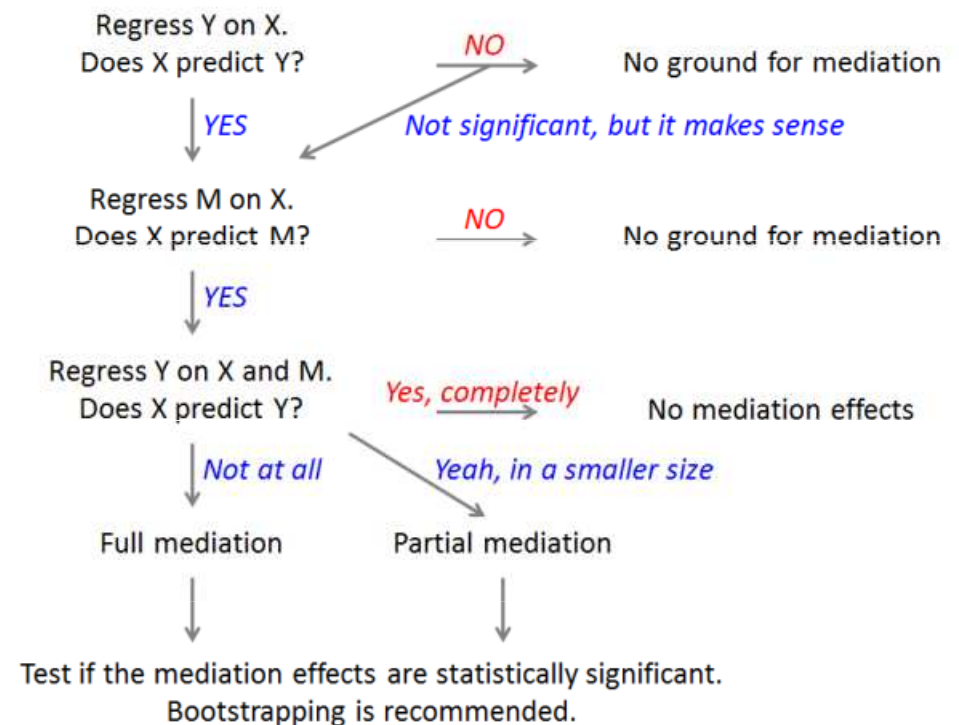 Regress Y on X.
Does X predict Y?
NO
No ground for mediation
YES
Not significant, but it makes sense
Regress M on X.
Does X predict M?
NO
No ground for mediation
YES
Regress Y on X and M.
Does X predict Y?
Yes, completely
No mediation effects
Not at all
Yeah, in a smaller size
Full mediation
Partial mediation
Test if the mediation effects are statistically significant.
Bootstrapping is recommended.